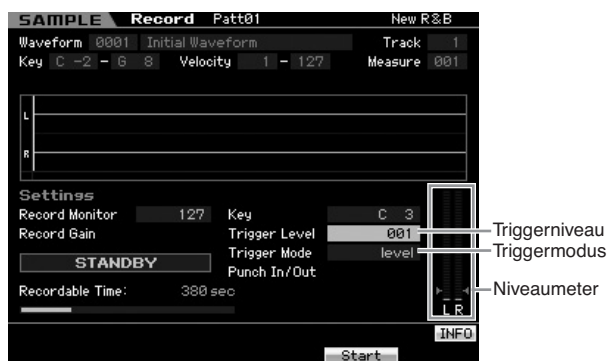 SAMPLE Record Patt01 New R&B
Waveform 0001 Initial Waveform Track 1
Key C -2 - G 8 Velocity 1 - 127 Measure 001
L
R
Settings
Record Monitor 127 Key C 3
Record Gain Trigger Level 001 Triggerniveau
Trigger Mode level Triggermodus
STANDBY Punch In/Out
Recordable Time: 380 sec Niveaumeter
L R
INFO
Start